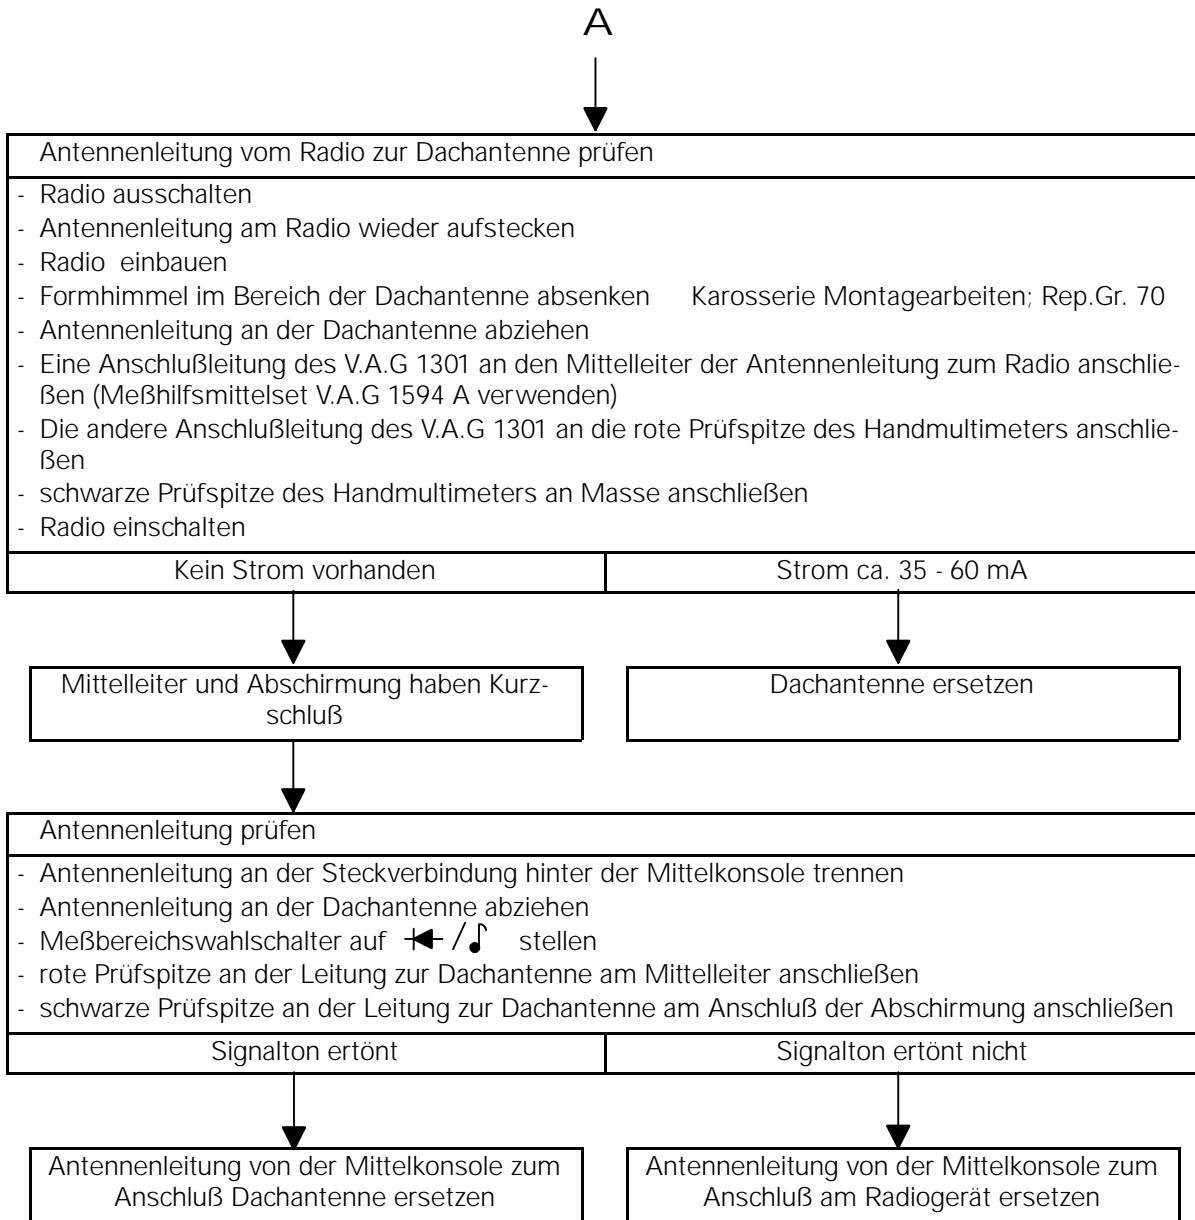 A
Antennenleitung vom Radio zur Dachantenne prüfen
- Radio ausschalten
- Antennenleitung am Radio wieder aufstecken
- Radio einbauen
- Formhimmel im Bereich der Dachantenne absenken Karosserie Montagearbeiten; Rep.Gr. 70
- Antennenleitung an der Dachantenne abziehen
- Eine Anschlußleitung des V.A.G 1301 an den Mittelleiter der Antennenleitung zum Radio anschlie-
ßen (Meßhilfsmittelset V.A.G 1594 A verwenden)
- Die andere Anschlußleitung des V.A.G 1301 an die rote Prüfspitze des Handmultimeters anschlie-
ßen
- schwarze Prüfspitze des Handmultimeters an Masse anschließen
- Radio einschalten
Kein Strom vorhanden
Strom ca. 35 - 60 mA
Mittelleiter und Abschirmung haben Kurz-
schluß
Dachantenne ersetzen
Antennenleitung prüfen
- Antennenleitung an der Steckverbindung hinter der Mittelkonsole trennen
- Antennenleitung an der Dachantenne abziehen
- Meßbereichswahlschalter auf / stellen
- rote Prüfspitze an der Leitung zur Dachantenne am Mittelleiter anschließen
- schwarze Prüfspitze an der Leitung zur Dachantenne am Anschluß der Abschirmung anschließen
Signalton ertönt
Signalton ertönt nicht
Antennenleitung von der Mittelkonsole zum
Anschluß Dachantenne ersetzen
Antennenleitung von der Mittelkonsole zum
Anschluß am Radiogerät ersetzen